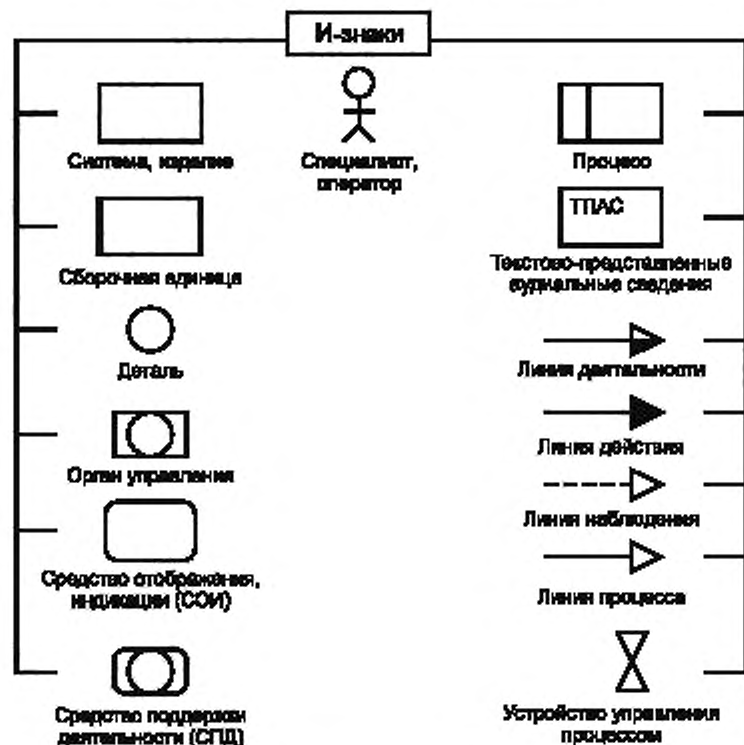 И-знаки
Система, изделие
Специалист,
оператор
Процесс
Сборочная единица
ТПАС
Текстово-представленные
аудиальные сведения
Деталь
Линия деятельности
Орган управления
Линия действия
Средство отображения,
индикации (СОИ)
Линия наблюдения
Линия процесса
Средство поддержки
деятельности (СПД)
Устройство управления
процессом